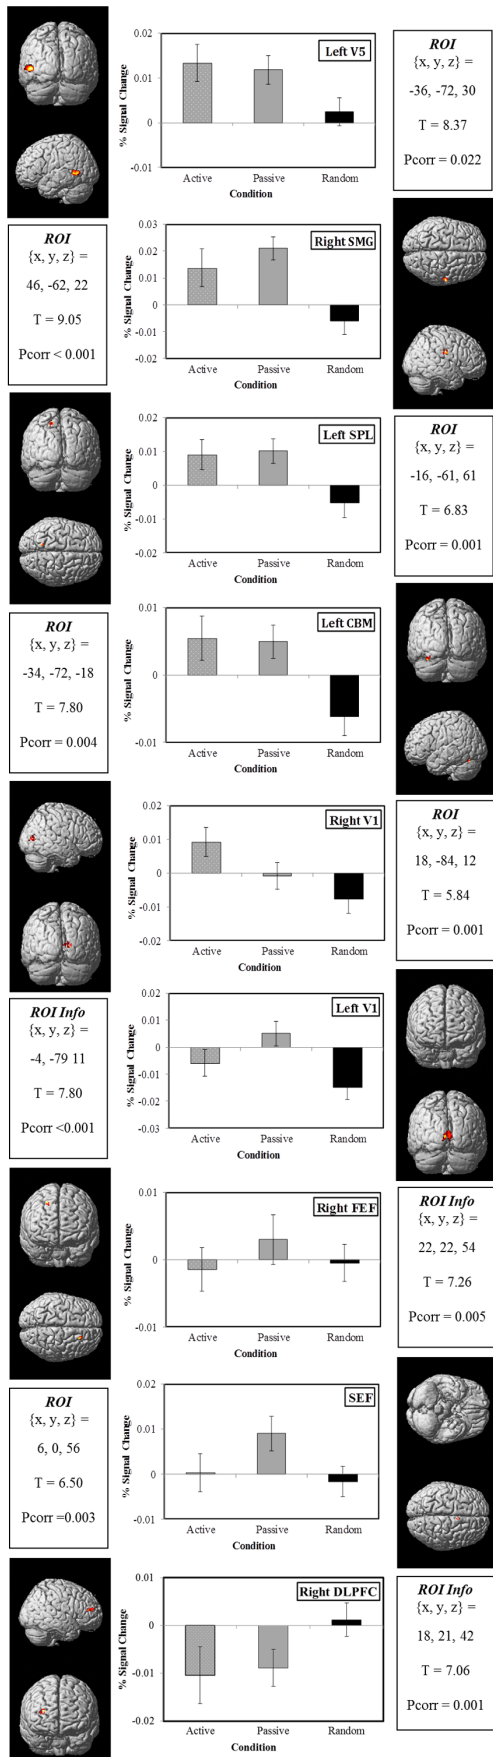 Left V5
% Signal Change
0.02
0.01
0
-0.01
Active Passive Random
Condition
ROI
{x, y, z} =
-36, -72, 30
T = 8.37
Pcorr = 0.022
ROI
{x, y, z} =
46, -62, 22
T = 9.05
Pcorr < 0.001
Right SMG
% Signal Change
0.03
0.02
0.01
0
-0.01
-0.02
Active Passive Random
Condition
Left SPL
% Signal Change
0.02
0.01
0
-0.01
-0.02
Active Passive Random
Condition
ROI
{x, y, z} =
-16, -61, 61
T = 6.83
Pcorr = 0.001
ROI
{x, y, z} =
-34, -72, -18
T = 7.80
Pcorr = 0.004
Left CBM
% Signal Change
0.01
0
-0.01
Active Passive Random
Condition
Right V1
% Signal Change
0.02
0.01
0
-0.01
-0.02
Active Passive Random
Condition
ROI
{x, y, z} =
18, -84, 12
T = 5.84
Pcorr = 0.001
ROI Info
{x, y, z} =
-4, -79 11
T = 7.80
Pcorr <0.001
Left V1
% Signal Change
0.02
0.01
0
-0.01
-0.02
-0.03
Active Passive Random
Condition
Right FEF
% Signal Change
0.01
0
-0.01
Active Passive Random
Condition
ROI Info
{x, y, z} =
22, 22, 54
T = 7.26
Pcorr = 0.005
ROI
{x, y, z} =
6, 0, 56
T = 6.50
Pcorr =0.003
SEF
% Signal Change
0.02
0.01
0
-0.01
Active Passive Random
Condition
Right DLPFC
% Signal Change
0.01
0
-0.01
-0.02
Active Passive Random
Condition
ROI Info
{x, y, z} =
18, 21, 42
T = 7.06
Pcorr = 0.001